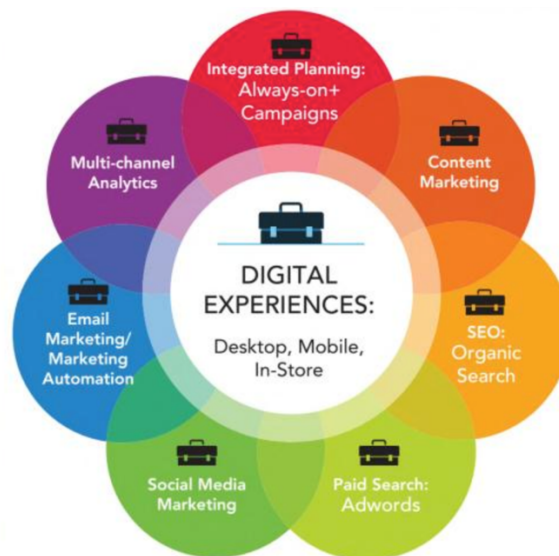 Integrated Planning:
Always-on+
Campaigns
Content
Marketing
SEO:
Organic
Search
Paid Search:
Adwords
Social Media
Marketing
Email
Marketing/
Marketing
Automation
Multi-channel
Analytics
DIGITAL
EXPERIENCES:
Desktop, Mobile,
In-Store